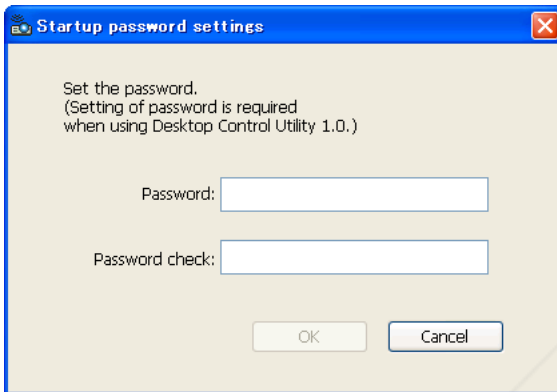 Startup password settings
Set the password.
(Setting of password is required
when using Desktop Control Utility 1.0.)
Password:
Password check:
OK Cancel